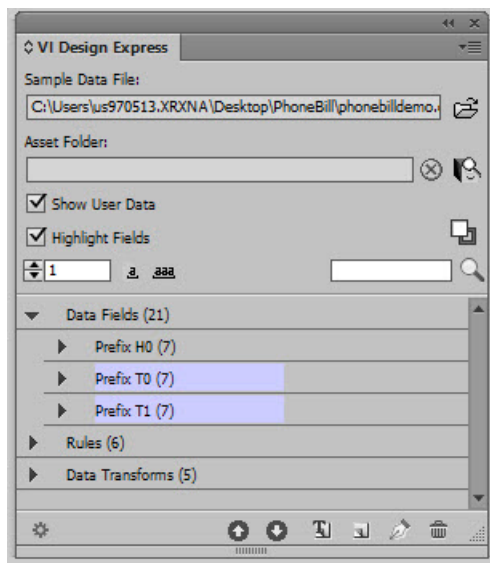 VI Design Express
Sample Data File:
C:\Users\us970513.XRXNA\Desktop\PhoneBill\phonebilldemo.
Asset Folder:
Show User Data
Highlight Fields
1 a aaa
Data Fields (21)
Prefix H0 (7)
Prefix T0 (7)
Prefix T1 (7)
Rules (6)
Data Transforms (5)